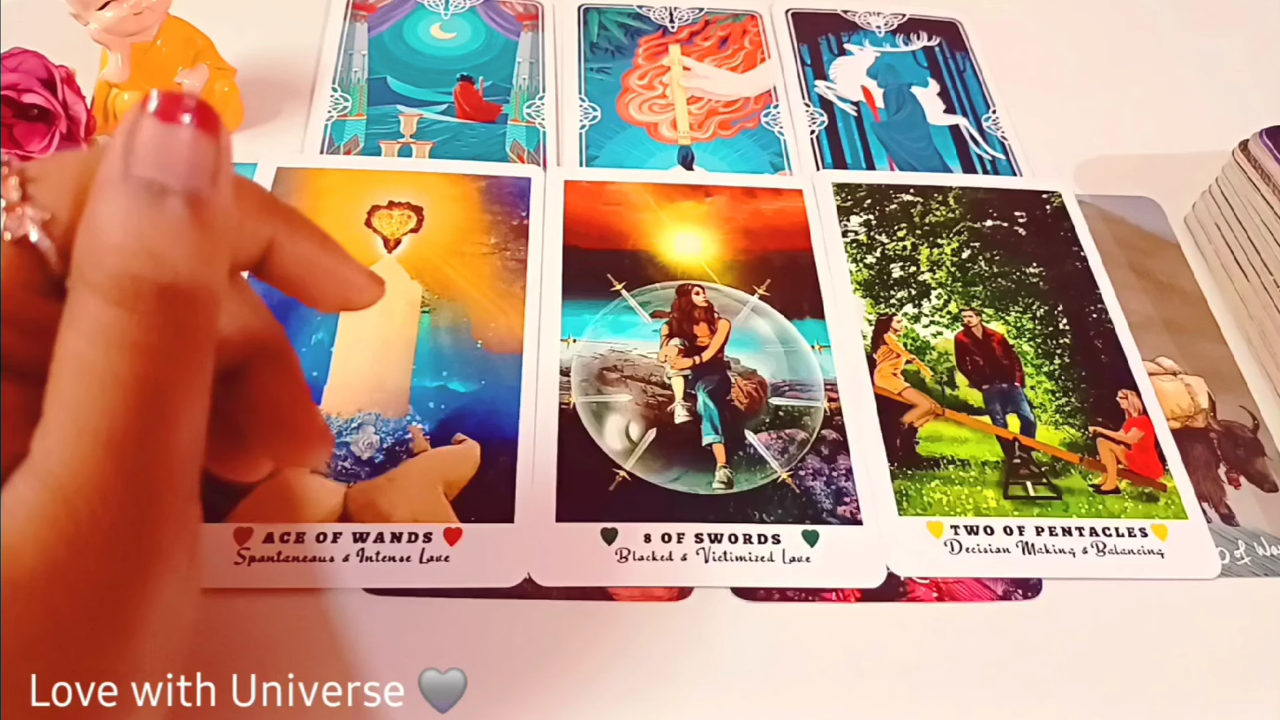 ACE OF WANDS
Spontaneous & Intense Love
8 OF SWORDS
Blocked & Victimized Love
TWO OF PENTACLES
Decision Making & Balancing
of
Love with Universe 🩶